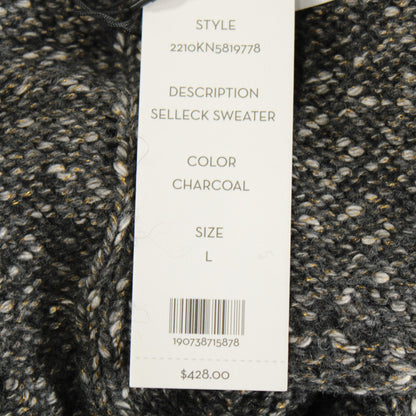 STYLE
2210KN5819778
DESCRIPTION
SELLECK SWEATER
COLOR
CHARCOAL
SIZE
L
190738715878
$428.00